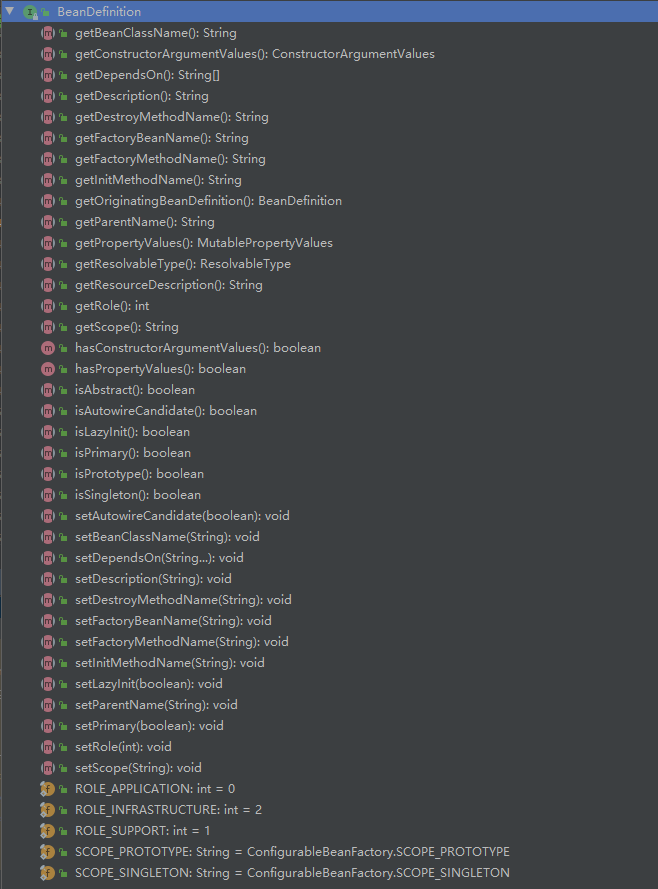 BeanDefinition
getBeanClassName(): String
getConstructorArgumentValues(): ConstructorArgumentValues
getDependsOn(): String[]
getDescription(): String
getDestroyMethodName(): String
getFactoryBeanName(): String
getFactoryMethodName(): String
getInitMethodName(): String
getOriginatingBeanDefinition(): BeanDefinition
getParentName(): String
getPropertyValues(): MutablePropertyValues
getResolvableType(): ResolvableType
getResourceDescription(): String
getRole(): int
getScope(): String
hasConstructorArgumentValues(): boolean
hasPropertyValues(): boolean
isAbstract(): boolean
isAutowireCandidate(): boolean
isLazyInit(): boolean
isPrimary(): boolean
isPrototype(): boolean
isSingleton(): boolean
setAutowireCandidate(boolean): void
setBeanClassName(String): void
setDependsOn(String...): void
setDescription(String): void
setDestroyMethodName(String): void
setFactoryBeanName(String): void
setFactoryMethodName(String): void
setInitMethodName(String): void
setLazyInit(boolean): void
setParentName(String): void
setPrimary(boolean): void
setRole(int): void
setScope(String): void
ROLE_APPLICATION: int = 0
ROLE_INFRASTRUCTURE: int = 2
ROLE_SUPPORT: int = 1
SCOPE_PROTOTYPE: String = ConfigurableBeanFactory.SCOPE_PROTOTYPE
SCOPE_SINGLETON: String = ConfigurableBeanFactory.SCOPE_SINGLETON